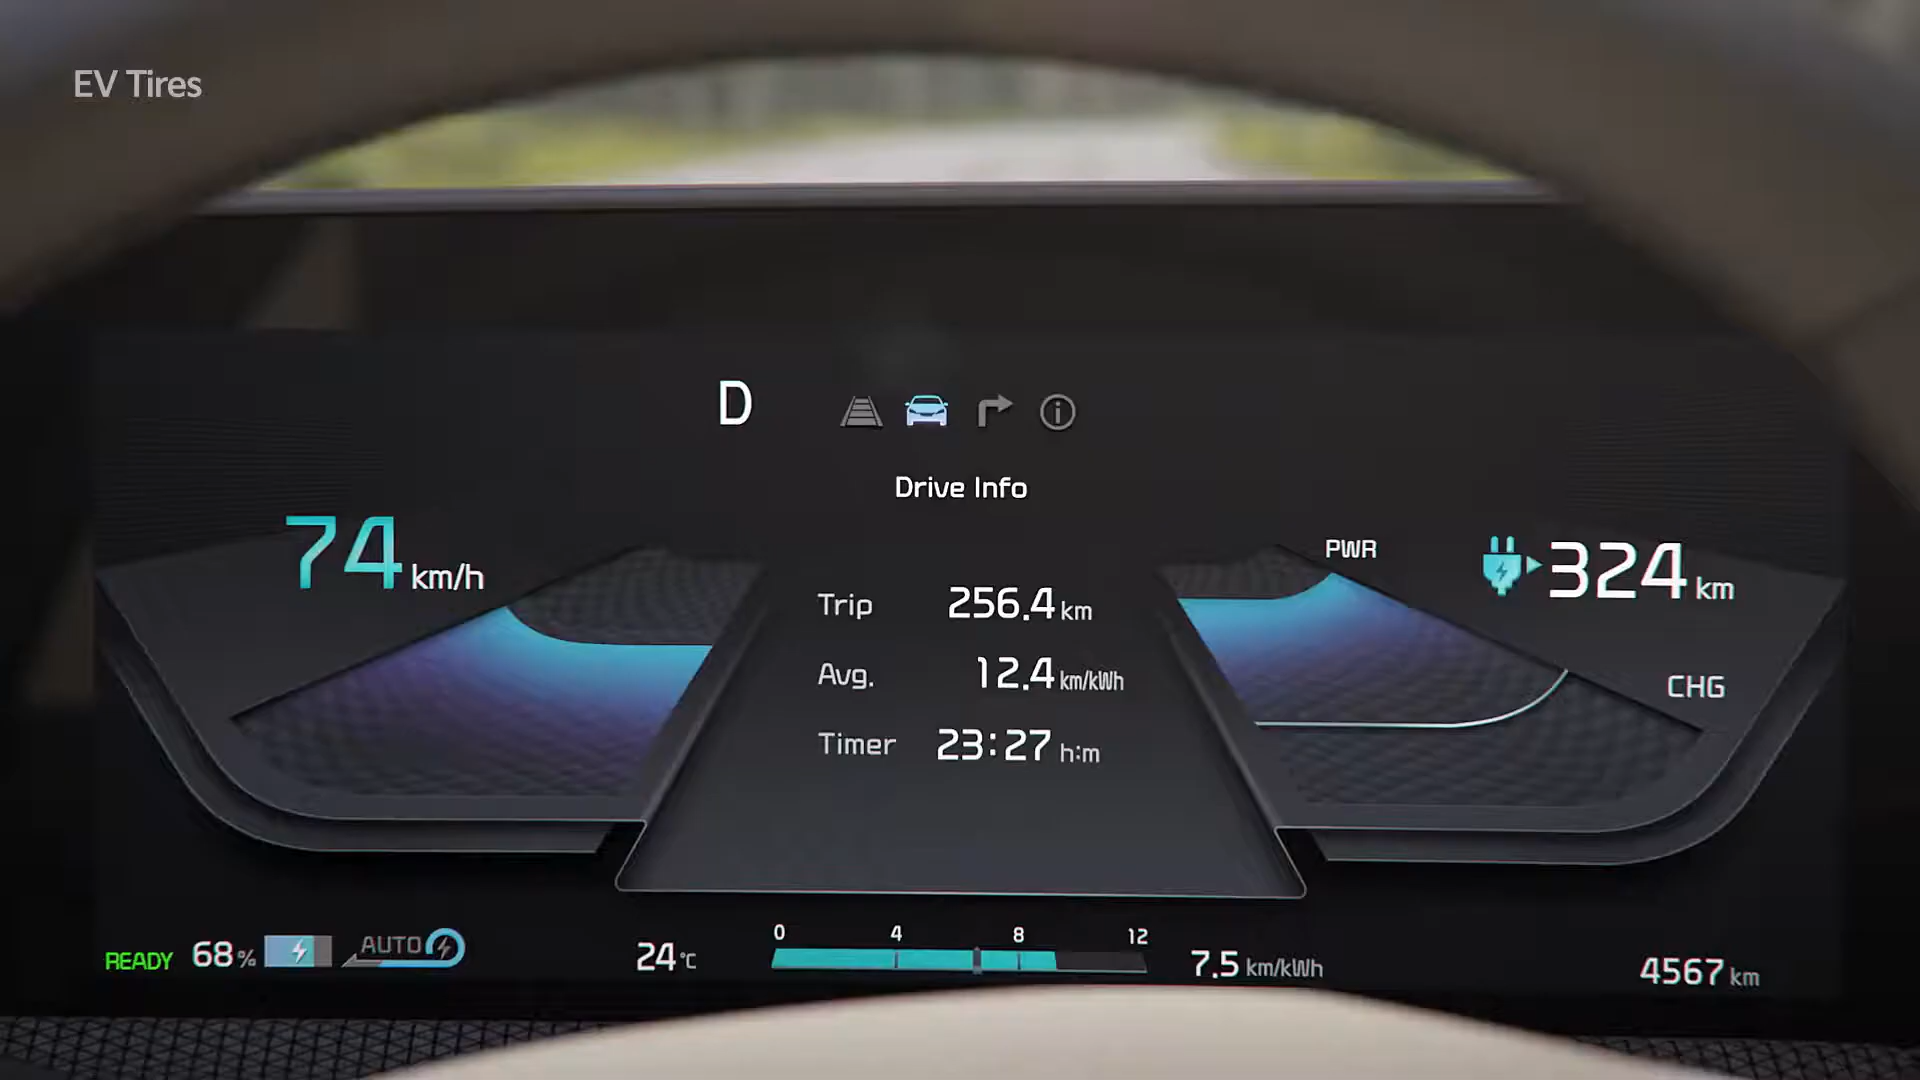 EV Tires
D
Drive Info
74 km/h
PWR
324 km
CHG
Trip 256.4 km
Avg. 12.4 km/kWh
Timer 23:27 h:m
0 4 8 12
READY 68% AUTO 24°C 7.5 km/kWh 4567 km